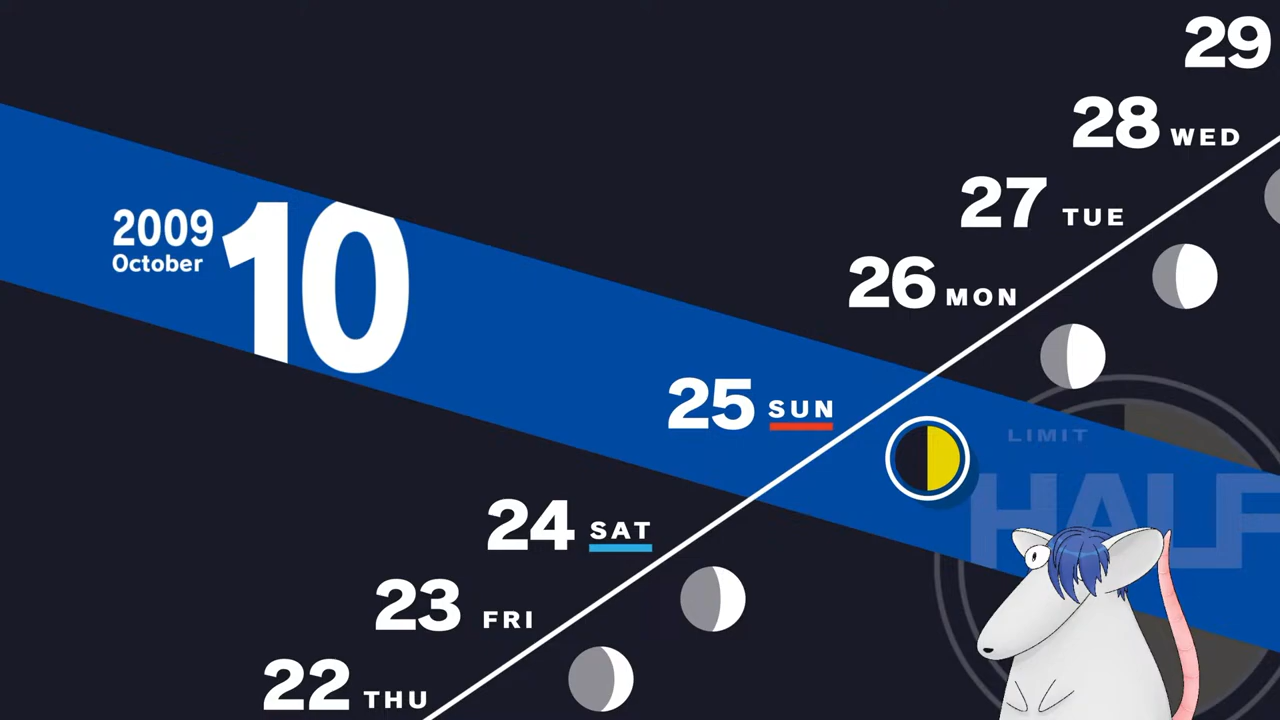 29
28 WED
27 TUE
26 MON
2009
October
10
25 SUN
LIMIT
HALF
24 SAT
23 FRI
22 THU